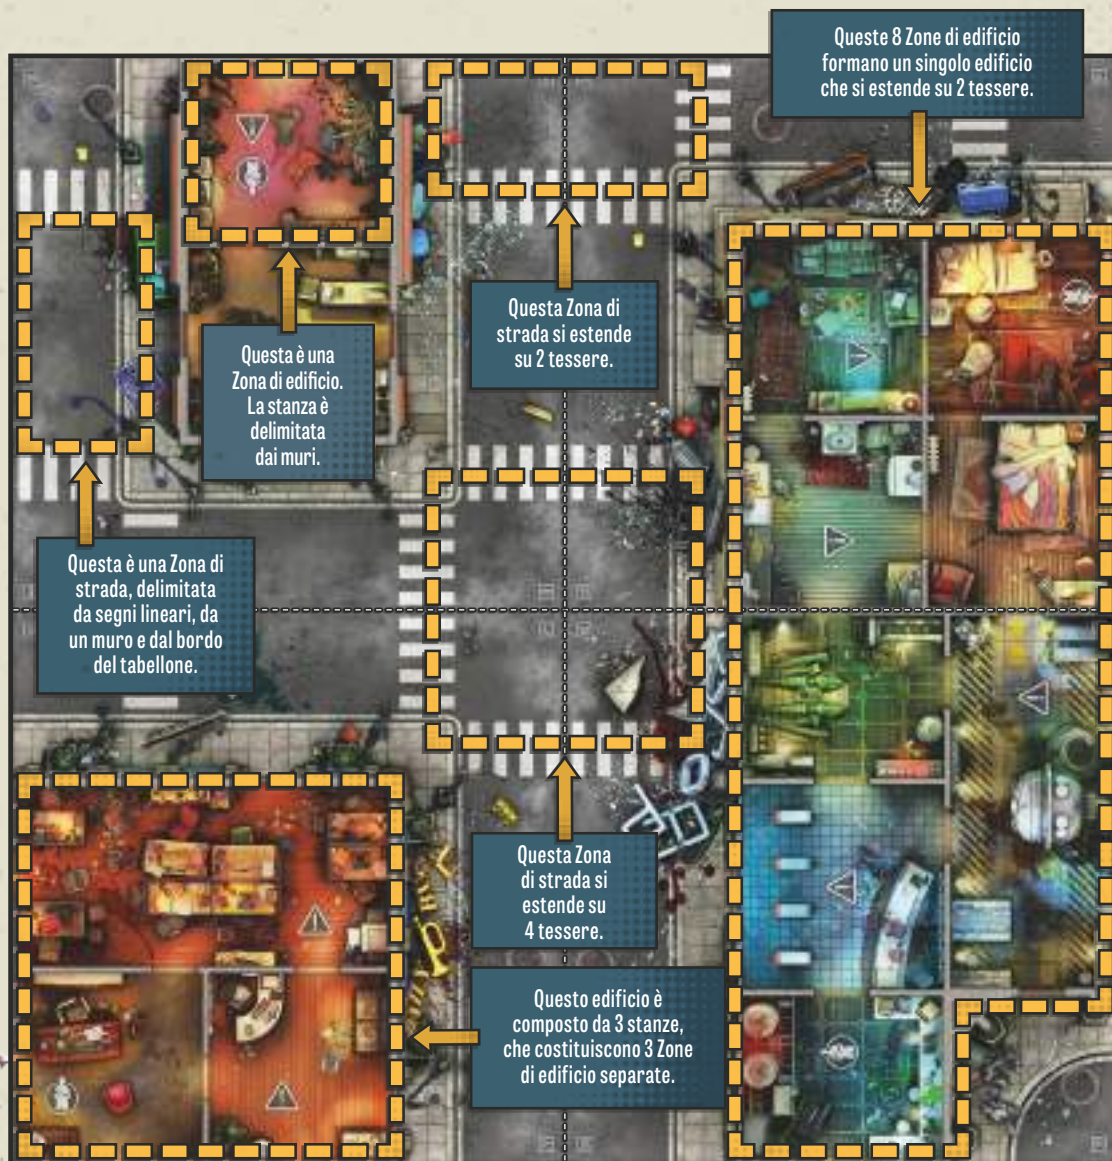 Queste 8 Zone di edificio
formano un singolo edificio
che si estende su 2 tessere.
Questa Zona di
strada si estende
su 2 tessere.
Questa è una
Zona di edificio.
La stanza è
delimitata
dai muri.
Questa è una Zona di
strada, delimitata
da segni lineari, da
un muro e dal bordo
del tabellone.
Questa Zona
di strada si
estende su
4 tessere.
Questo edificio è
composto da 3 stanze,
che costituiscono 3 Zone
di edificio separate.